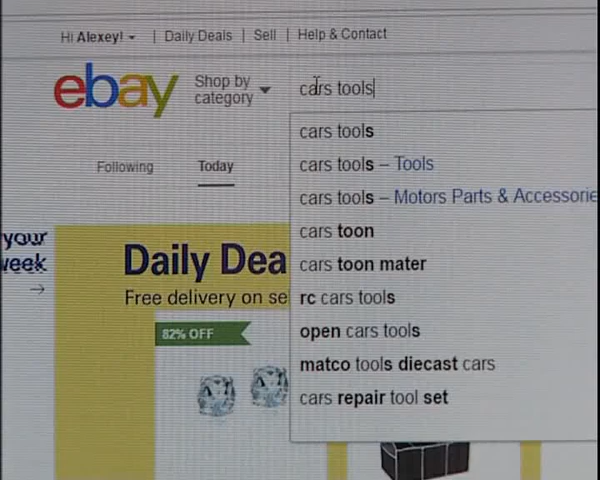 Hi Alexey! | Daily Deals | Sell | Help & Contact
ebay
Shop by
category
cars tools
Following Today
cars tools
cars tools – Tools
cars tools – Motors Parts & Accessorie
cars toon
cars toon mater
rc cars tools
open cars tools
matco tools diecast cars
cars repair tool set
your
week
→
Daily Dea
Free delivery on se
82% OFF